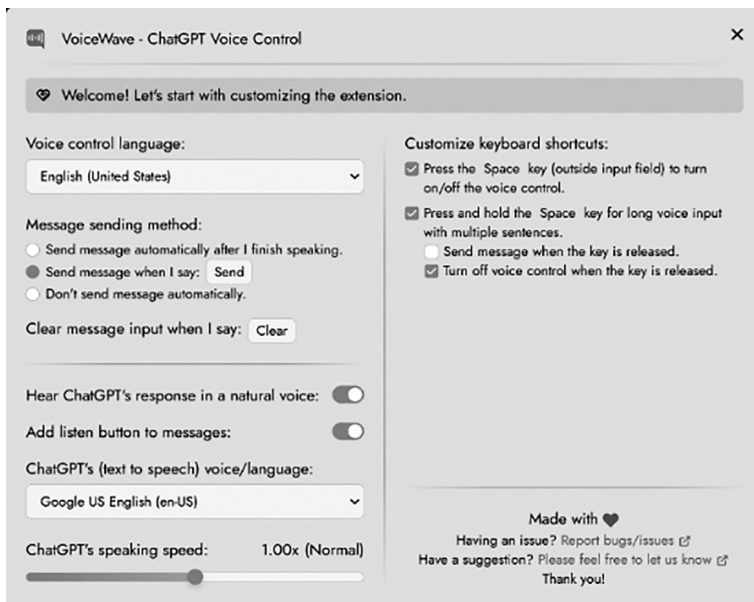 VoiceWave - ChatGPT Voice Control
Welcome! Let's start with customizing the extension.
Voice control language:
English (United States)
Message sending method:
Send message automatically after I finish speaking.
Send message when I say: Send
Don't send message automatically.
Clear message input when I say: Clear
Hear ChatGPT's response in a natural voice:
Add listen button to messages:
ChatGPT's (text to speech) voice/language:
Google US English (en-US)
ChatGPT's speaking speed: 1.00x (Normal)
Customize keyboard shortcuts:
Press the Space key (outside input field) to turn
on/off the voice control.
Press and hold the Space key for long voice input
with multiple sentences.
Send message when the key is released.
Turn off voice control when the key is released.
Made with
Having an issue? Report bugs/issues
Have a suggestion? Please feel free to let us know
Thank you!